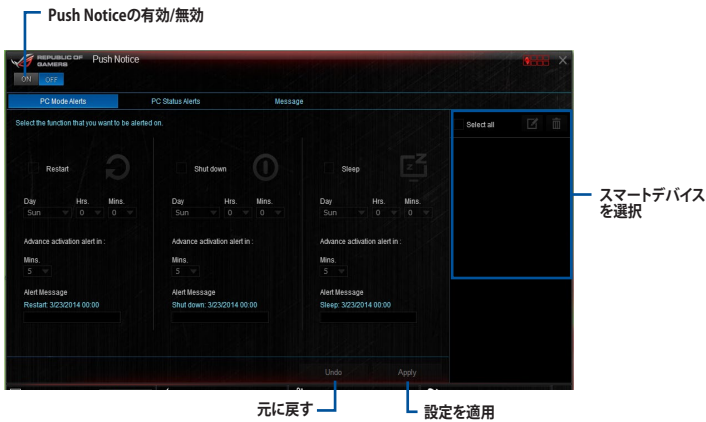 Push Noticeの有効/無効
REPUBLIC OF
GAMERS
Push Notice
ON OFF
PC Mode Alerts PC Status Alerts Message
Select the function that you want to be alerted on.
Select all
Restart Shut down Sleep
Day Hrs. Mins. Day Hrs. Mins. Day Hrs. Mins.
Sun 0 0 Sun 0 0 Sun 0 0
Advance activation alert in : Advance activation alert in : Advance activation alert in :
Mins. Mins. Mins.
5 5 5
Alert Message Alert Message Alert Message
Restart: 3/23/2014 00:00 Shut down: 3/23/2014 00:00 Sleep: 3/23/2014 00:00
Undo Apply
スマートデバイス
を選択
元に戻す
設定を適用